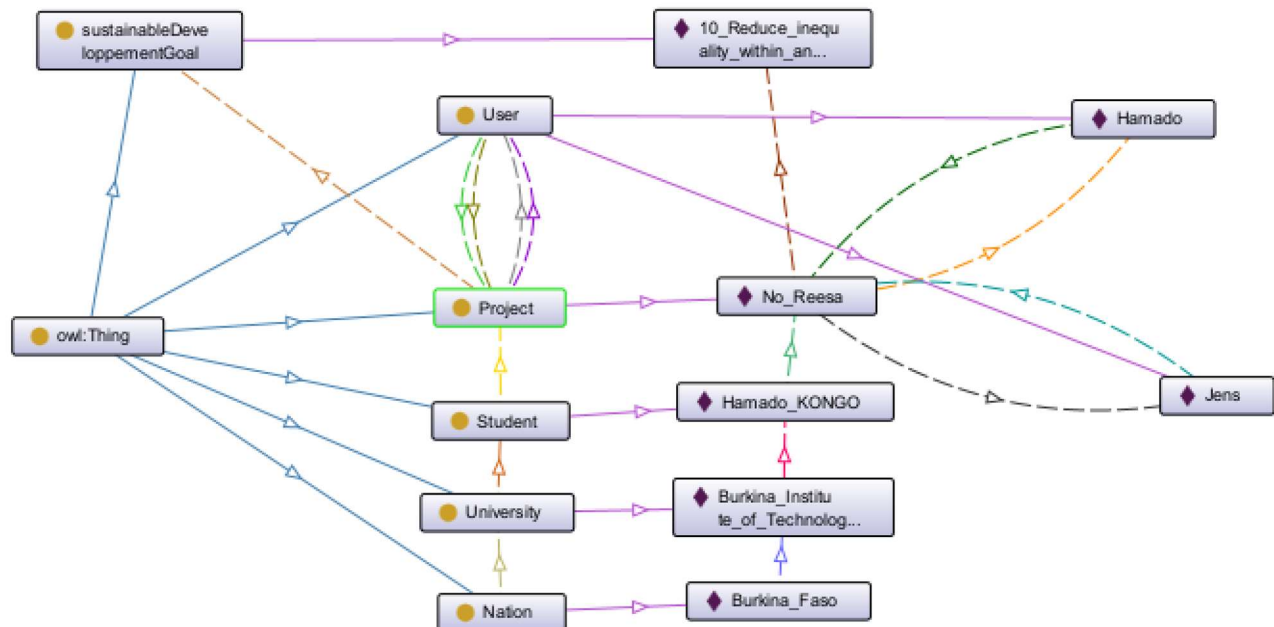 sustainableDeve
loppementGoal
10_Reduce_inequ
ality_within_an...
User
Hamado
No_Reesa
Project
owl:Thing
Jens
Hamado_KONGO
Student
Burkina_Institu
te_of_Technolog...
University
Burkina_Faso
Nation